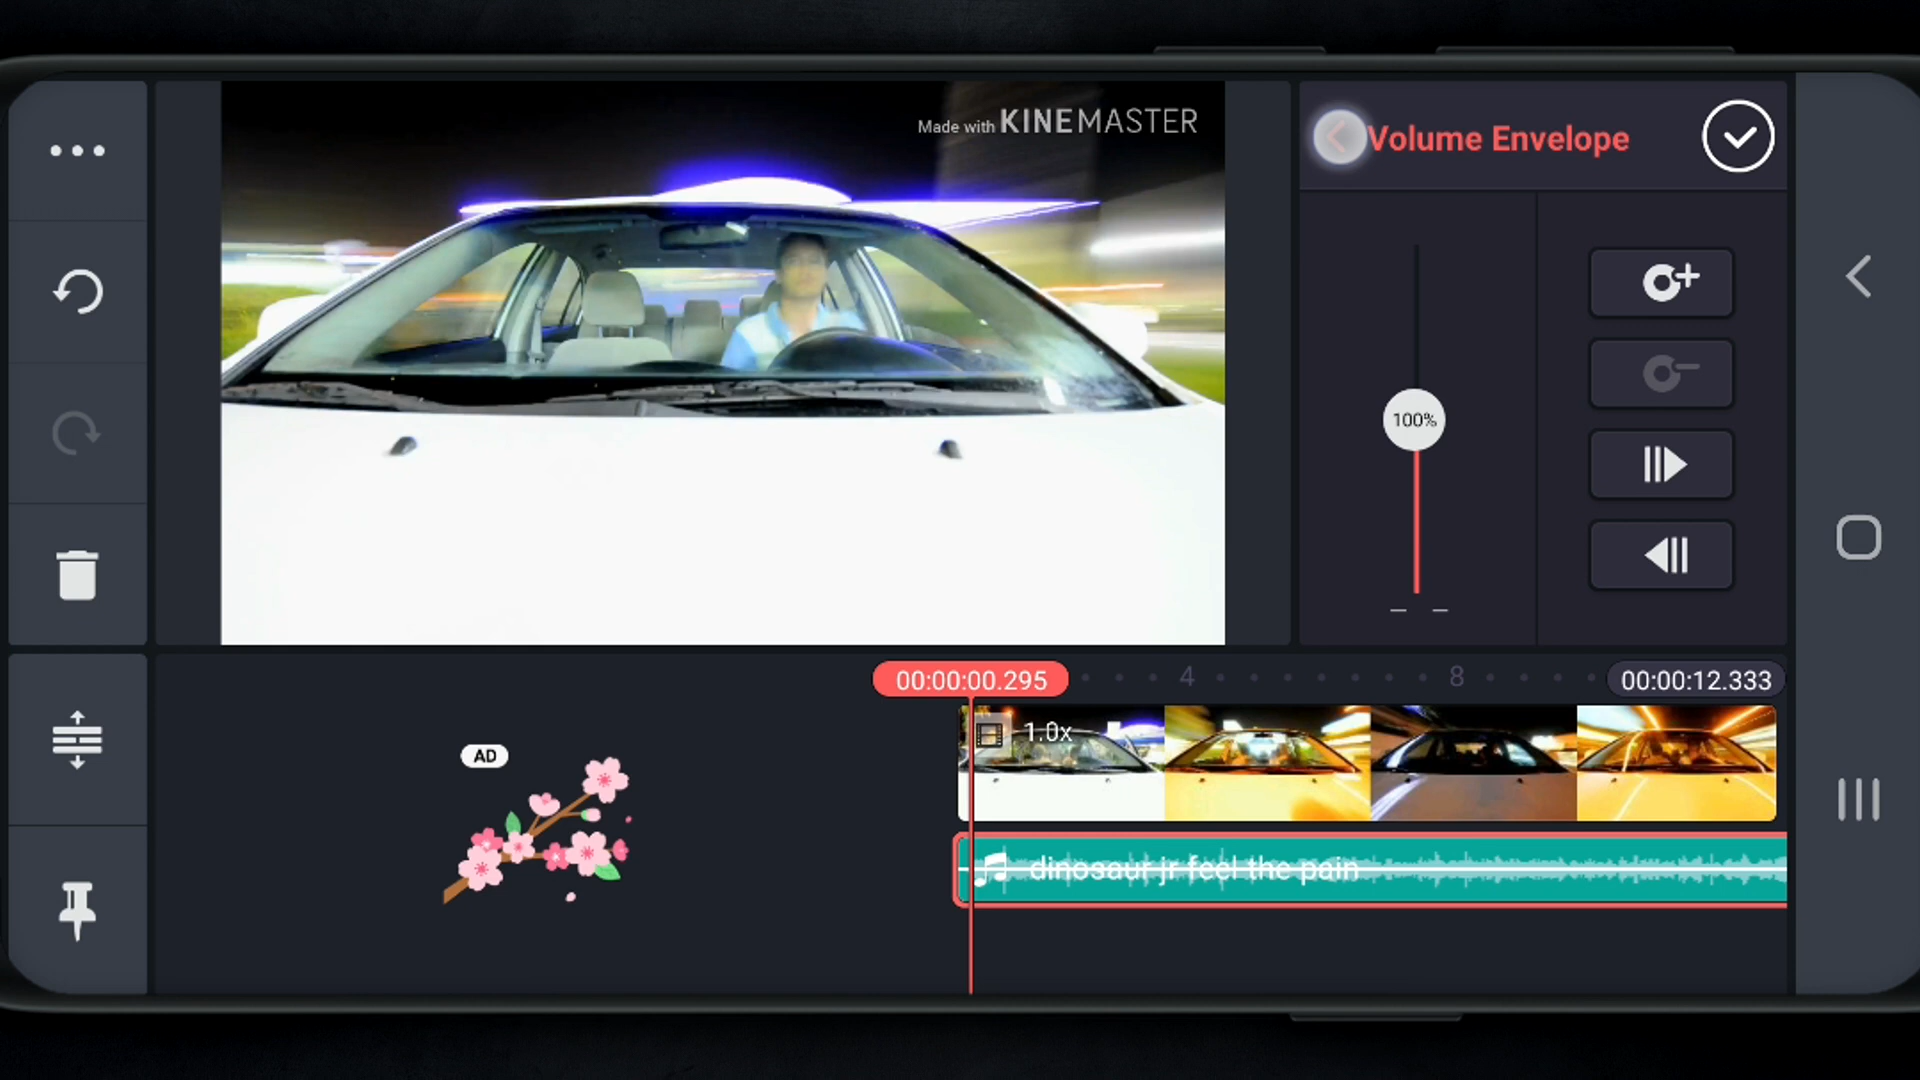 Made with KINEMASTER
Volume Envelope
100%
00:00:00.295
4
8
00:00:12.333
1.0x
AD
dinosaur jr feel the pain